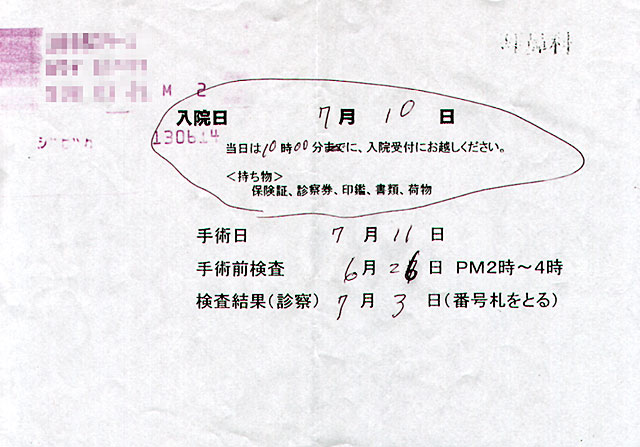 M 2
入院日 7月 10日
ジビカ 130614
当日は10時00分までに、入院受付にお越しください。
<持ち物>
保険証、診察券、印鑑、書類、荷物
手術日 7月11日
手術前検査 6月26日 PM2時～4時
検査結果(診察) 7月3日(番号札をとる)